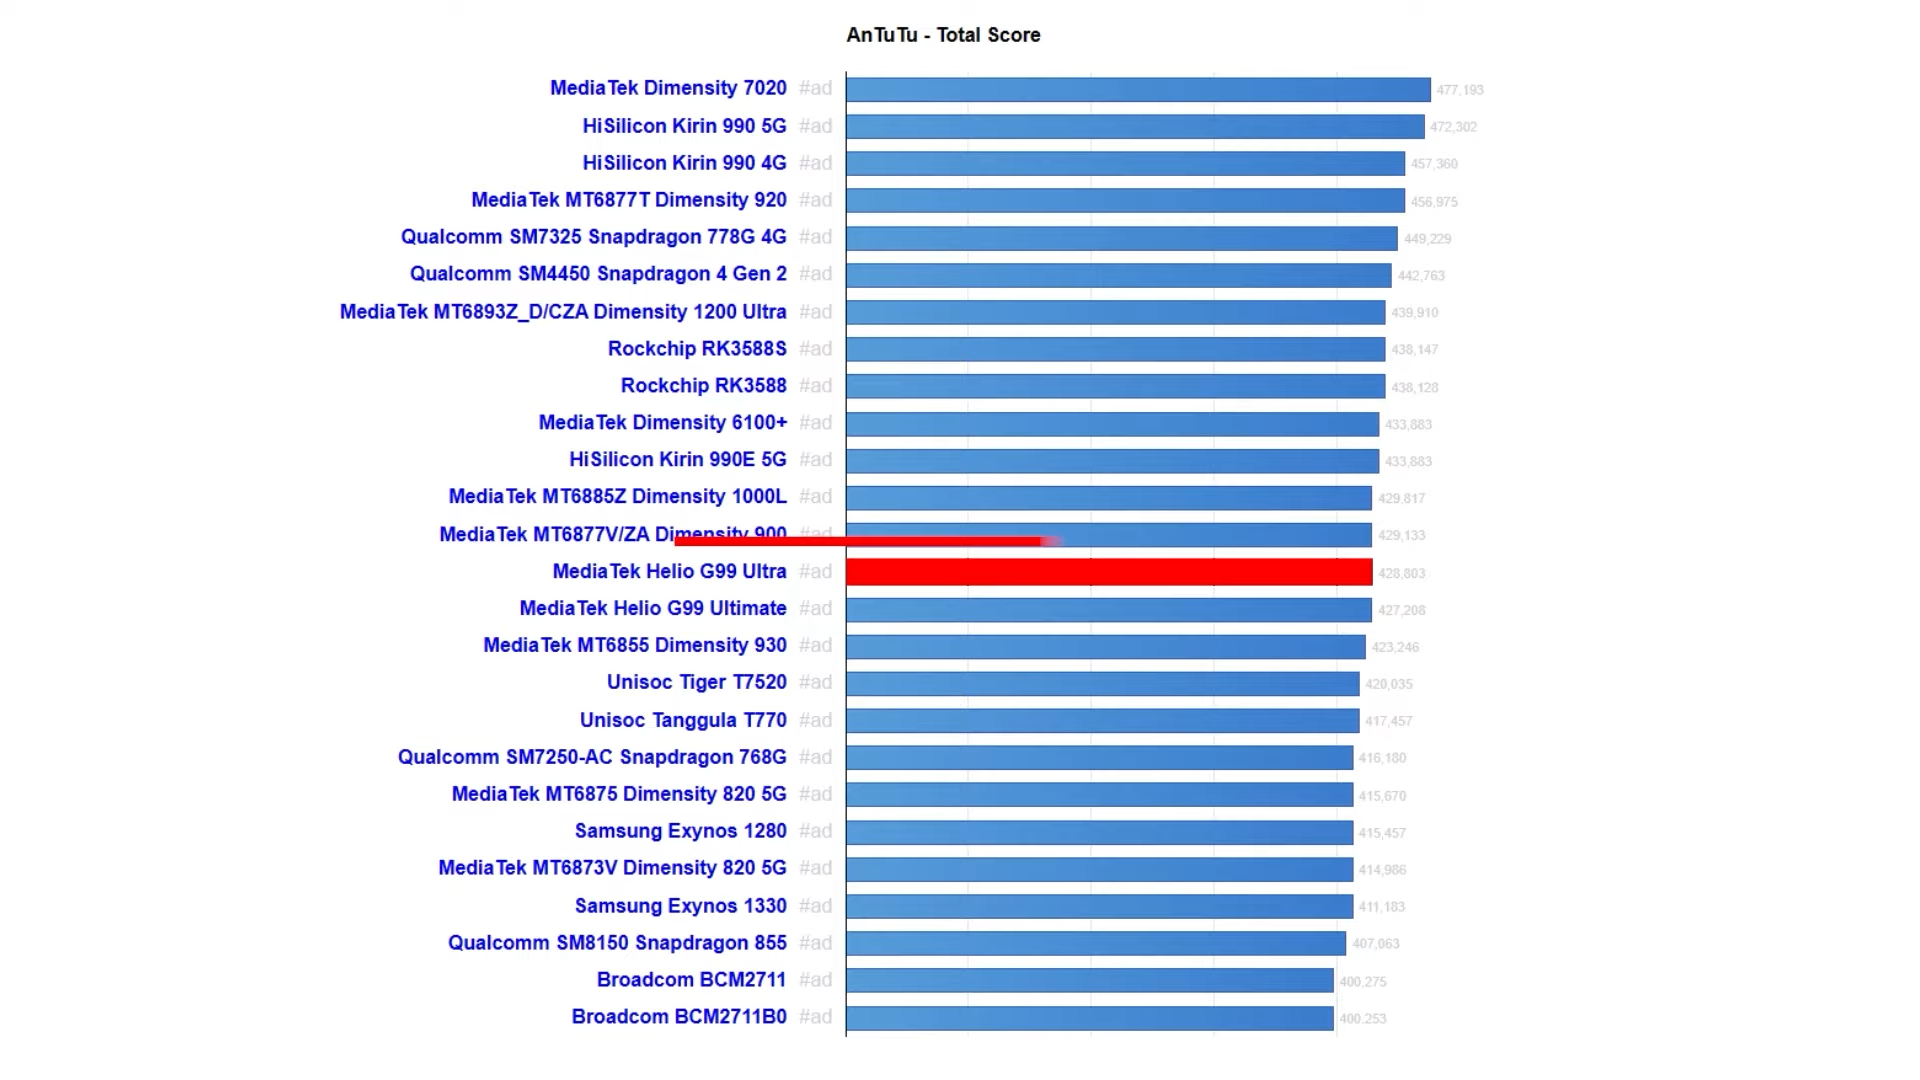 AnTuTu - Total Score
MediaTek Dimensity 7020 #ad 477,193
HiSilicon Kirin 990 5G #ad 472,302
HiSilicon Kirin 990 4G #ad 457,360
MediaTek MT6877T Dimensity 920 #ad 456,975
Qualcomm SM7325 Snapdragon 778G 4G #ad 449,229
Qualcomm SM4450 Snapdragon 4 Gen 2 #ad 442,763
MediaTek MT6893Z_D/CZA Dimensity 1200 Ultra #ad 439,910
Rockchip RK3588S #ad 438,147
Rockchip RK3588 #ad 438,128
MediaTek Dimensity 6100+ #ad 433,883
HiSilicon Kirin 990E 5G #ad 433,883
MediaTek MT6885Z Dimensity 1000L #ad 429,817
MediaTek MT6877V/ZA Dimensity 900 #ad 429,133
MediaTek Helio G99 Ultra #ad 428,803
MediaTek Helio G99 Ultimate #ad 427,208
MediaTek MT6855 Dimensity 930 #ad 423,246
Unisoc Tiger T7520 #ad 420,035
Unisoc Tanggula T770 #ad 417,457
Qualcomm SM7250-AC Snapdragon 768G #ad 416,180
MediaTek MT6875 Dimensity 820 5G #ad 415,670
Samsung Exynos 1280 #ad 415,457
MediaTek MT6873V Dimensity 820 5G #ad 414,986
Samsung Exynos 1330 #ad 411,183
Qualcomm SM8150 Snapdragon 855 #ad 407,063
Broadcom BCM2711 #ad 400,275
Broadcom BCM2711B0 #ad 400,253